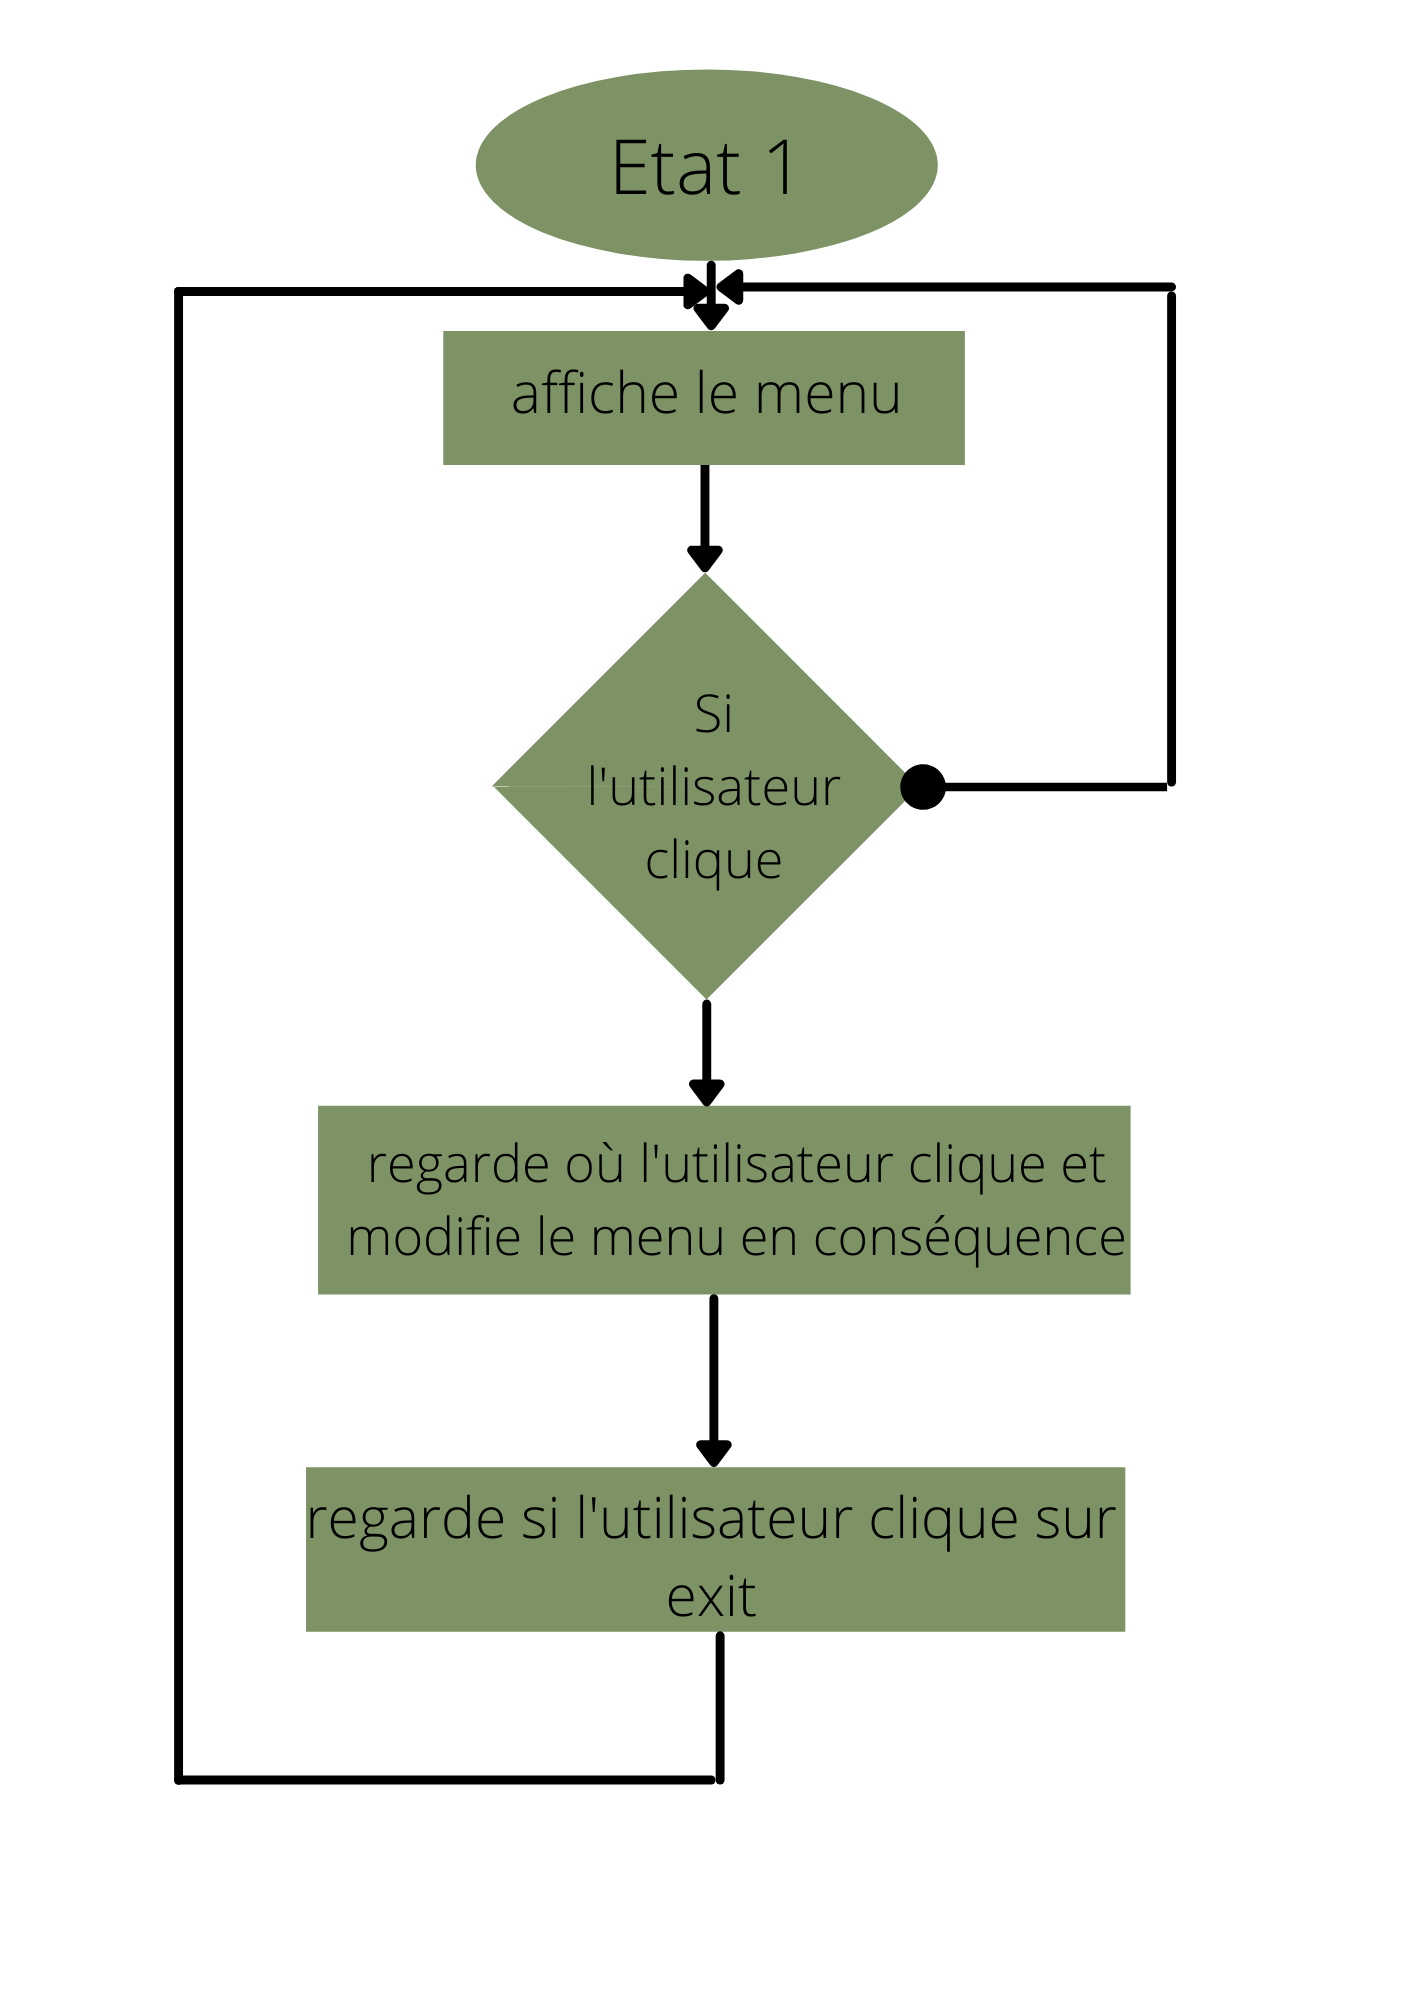 Etat 1
affiche le menu
Si
l'utilisateur
clique
regarde où l'utilisateur clique et
modifie le menu en conséquence
regarde si l'utilisateur clique sur
exit